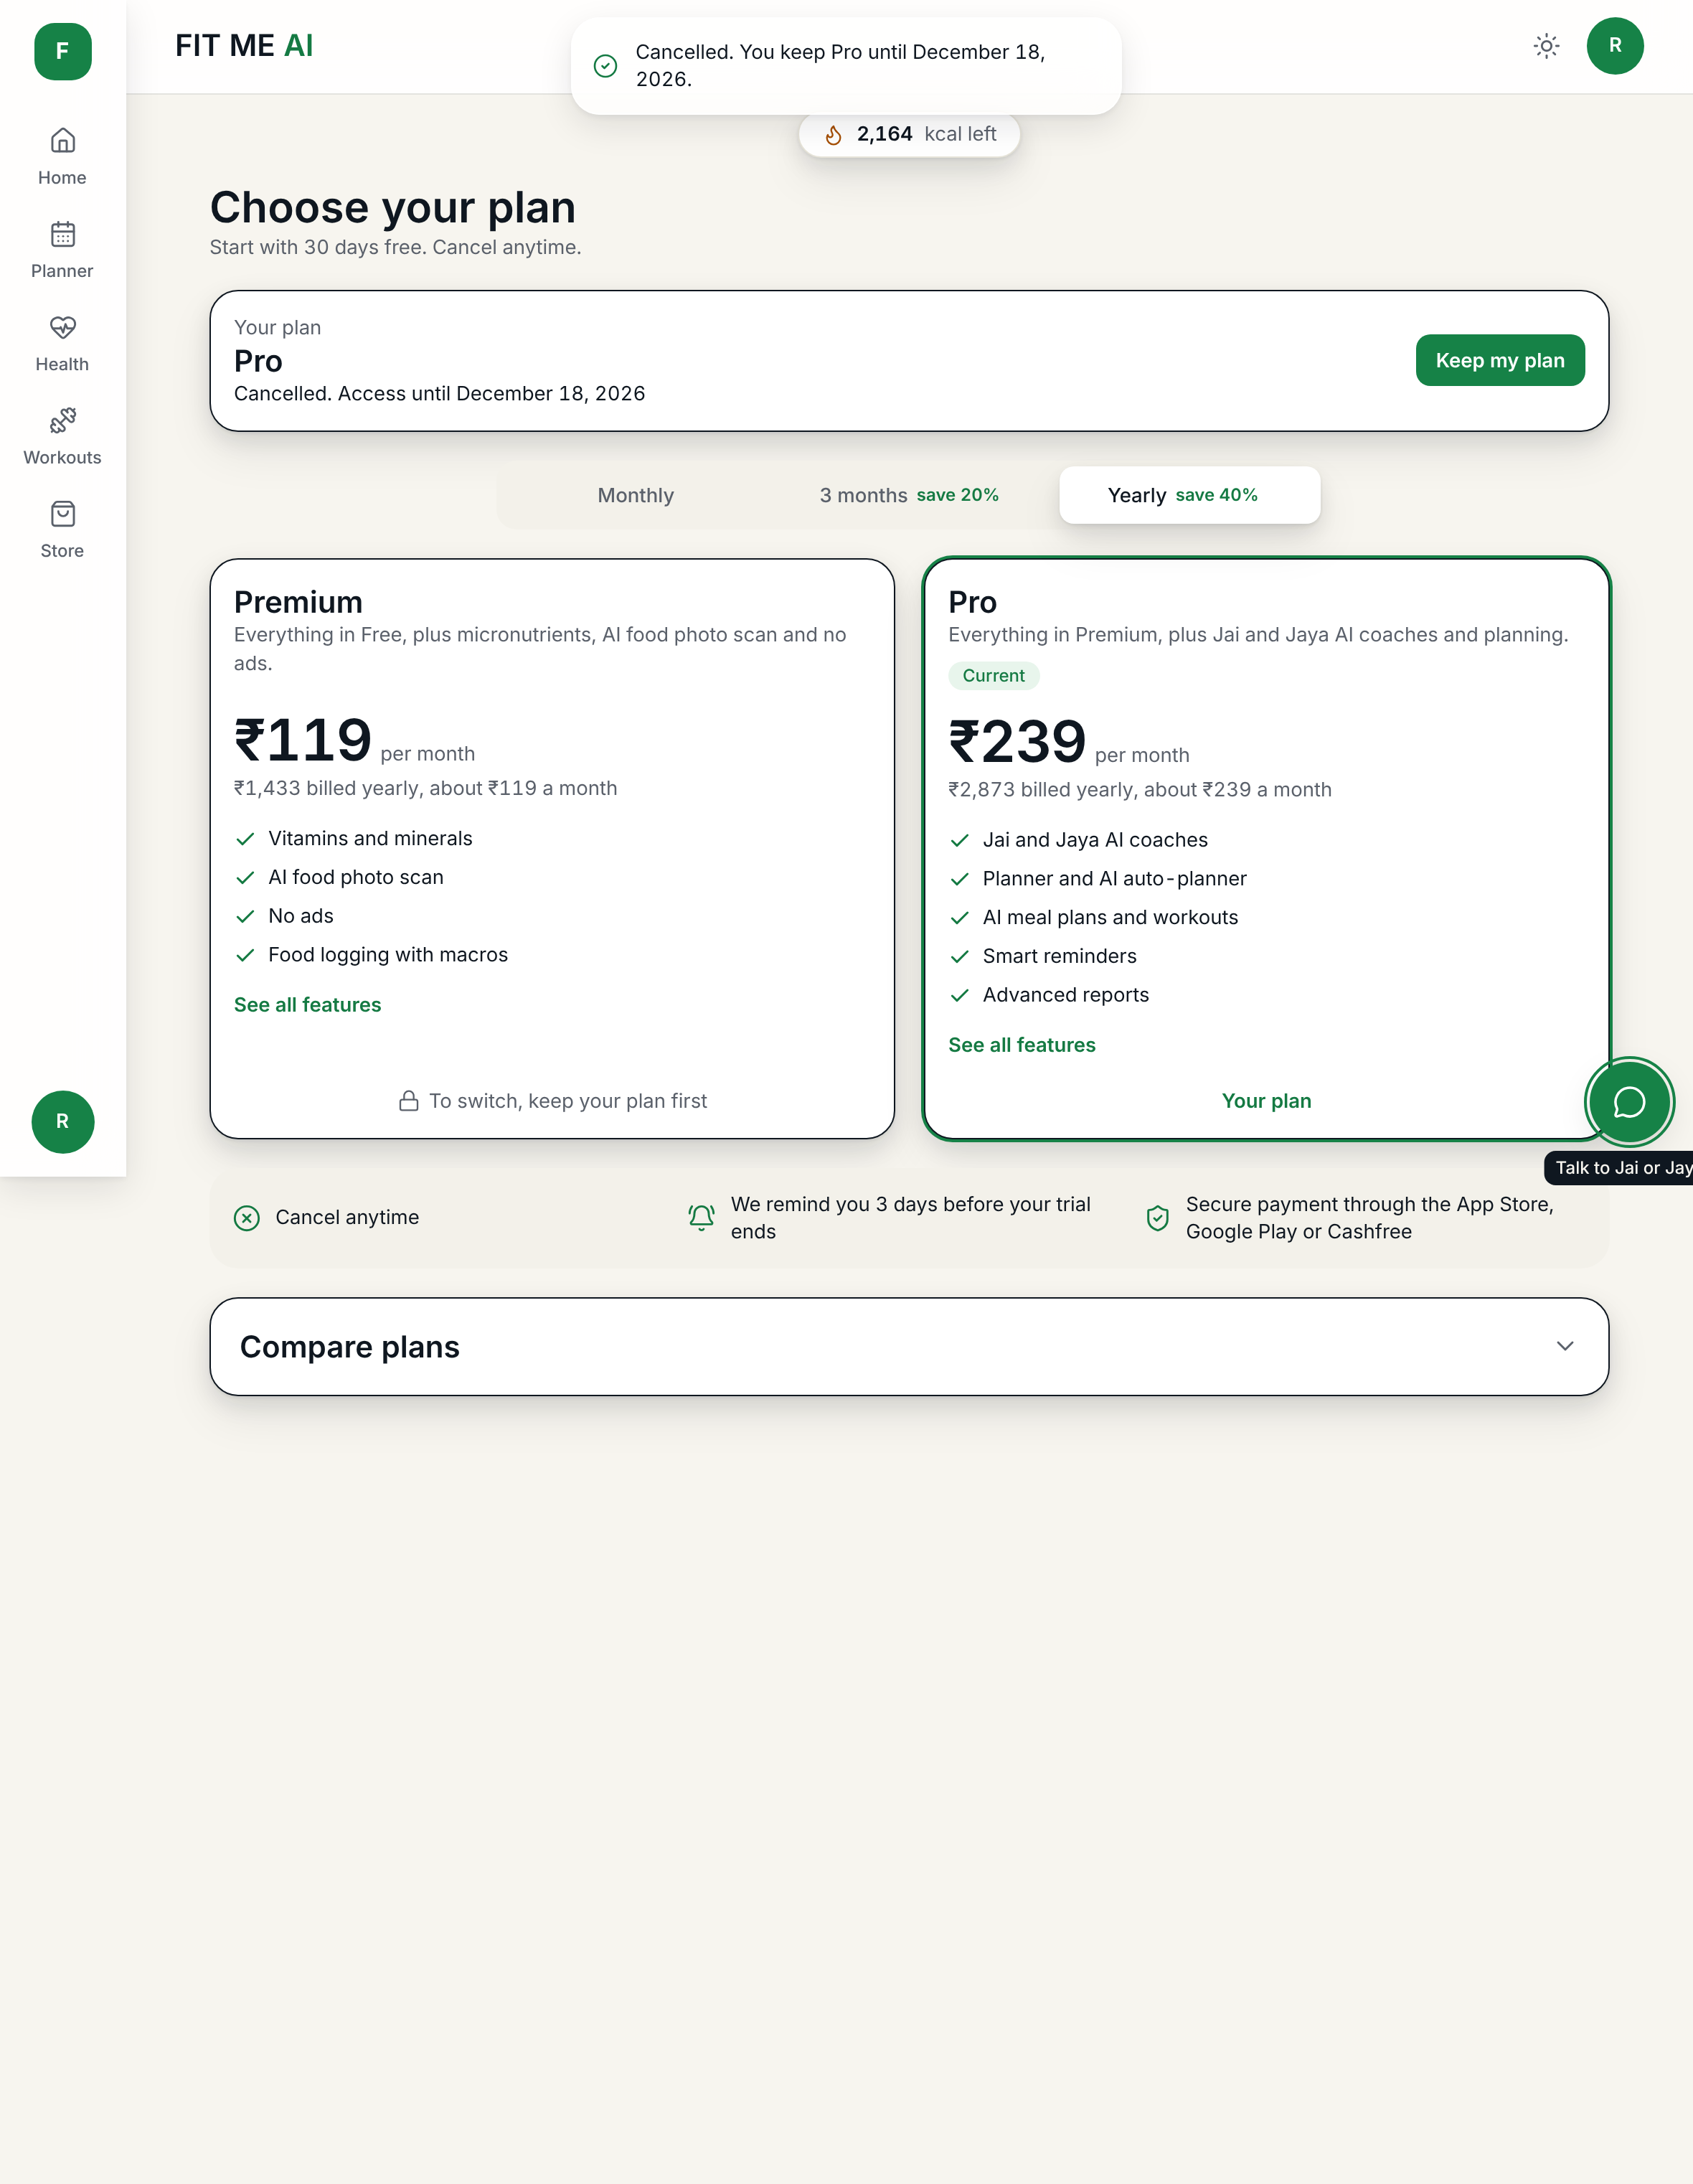 F
FIT ME AI
Cancelled. You keep Pro until December 18,
2026.
R
2,164 kcal left
Home
Planner
Health
Workouts
Store
R
Choose your plan
Start with 30 days free. Cancel anytime.
Your plan
Pro
Cancelled. Access until December 18, 2026
Keep my plan
Monthly
3 months save 20%
Yearly save 40%
Premium
Everything in Free, plus micronutrients, AI food photo scan and no
ads.
₹119 per month
₹1,433 billed yearly, about ₹119 a month
Vitamins and minerals
AI food photo scan
No ads
Food logging with macros
See all features
To switch, keep your plan first
Pro
Everything in Premium, plus Jai and Jaya AI coaches and planning.
Current
₹239 per month
₹2,873 billed yearly, about ₹239 a month
Jai and Jaya AI coaches
Planner and AI auto-planner
AI meal plans and workouts
Smart reminders
Advanced reports
See all features
Your plan
Talk to Jai or Jay
Cancel anytime
We remind you 3 days before your trial
ends
Secure payment through the App Store,
Google Play or Cashfree
Compare plans